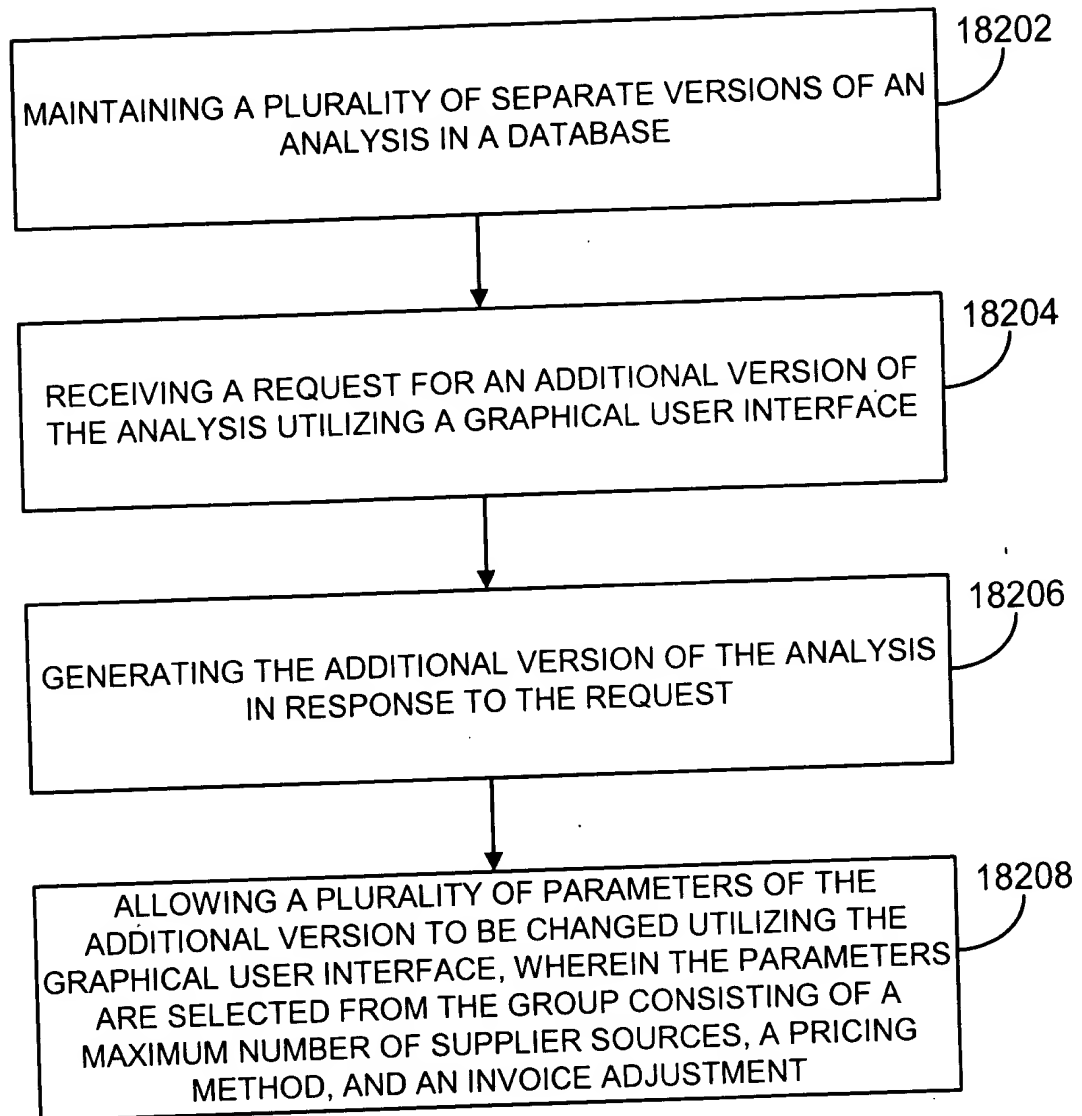 18202
MAINTAINING A PLURALITY OF SEPARATE VERSIONS OF AN
ANALYSIS IN A DATABASE
18204
RECEIVING A REQUEST FOR AN ADDITIONAL VERSION OF
THE ANALYSIS UTILIZING A GRAPHICAL USER INTERFACE
18206
GENERATING THE ADDITIONAL VERSION OF THE ANALYSIS
IN RESPONSE TO THE REQUEST
18208
ALLOWING A PLURALITY OF PARAMETERS OF THE
ADDITIONAL VERSION TO BE CHANGED UTILIZING THE
GRAPHICAL USER INTERFACE, WHEREIN THE PARAMETERS
ARE SELECTED FROM THE GROUP CONSISTING OF A
MAXIMUM NUMBER OF SUPPLIER SOURCES, A PRICING
METHOD, AND AN INVOICE ADJUSTMENT